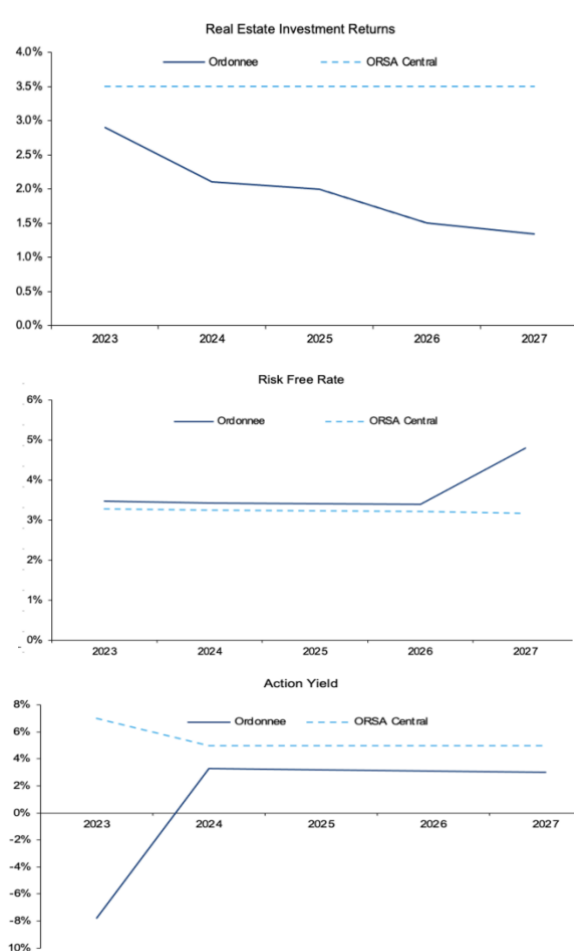 Real Estate Investment Returns
4.0%
Ordonnee ORSA Central
3.5%
3.0%
2.5%
2.0%
1.5%
1.0%
0.5%
0.0%
2023 2024 2025 2026 2027
Risk Free Rate
6%
Ordonnee ORSA Central
5%
4%
3%
2%
1%
0%
2023 2024 2025 2026 2027
Action Yield
8%
Ordonnee ORSA Central
6%
4%
2%
0%
2023 2024 2025 2026 2027
-2%
-4%
-6%
-8%
10%